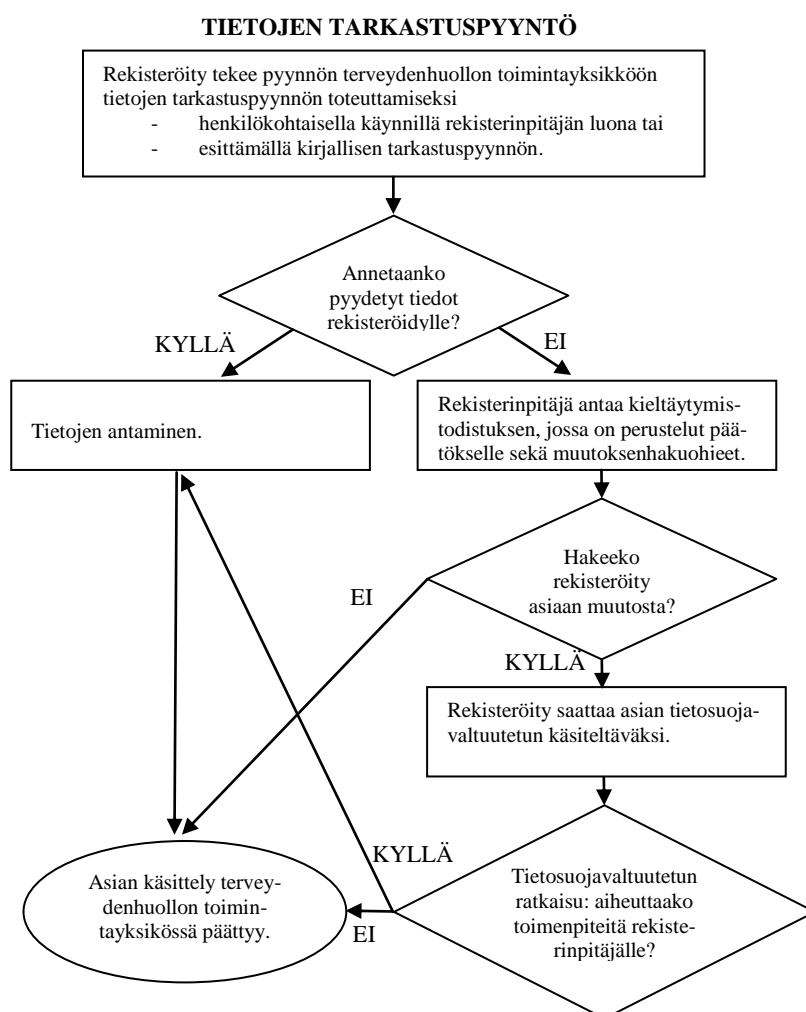 TIETOJEN TARKASTUSPYYNTÖ
Rekisteröity tekee pyynnön terveydenhuollon toimintayksikköön
tietojen tarkastuspyynnön toteuttamiseksi
- henkilökohtaisella käynnillä rekisterinpitäjän luona tai
- esittämällä kirjallisen tarkastuspyynnön.
Annetaanko
pyydetyt tiedot
rekisteröidylle?
KYLLÄ
EI
Tietojen antaminen.
Rekisterinpitäjä antaa kieltäytymis-
todistuksen, jossa on perustelut pää-
tökselle sekä muutoksenhakuohieet.
Hakeeko
rekisteröity
asiaan muutosta?
EI
KYLLÄ
Rekisteröity saattaa asian tietosuoja-
valtuutetun käsiteltäväksi.
KYLLÄ
EI
Tietosuojavaltuutetun
ratkaisu: aiheuttaako
toimenpiteitä rekiste-
rinpitäjälle?
Asian käsittely tervey-
denhuollon toimin-
tayksikössä päättyy.